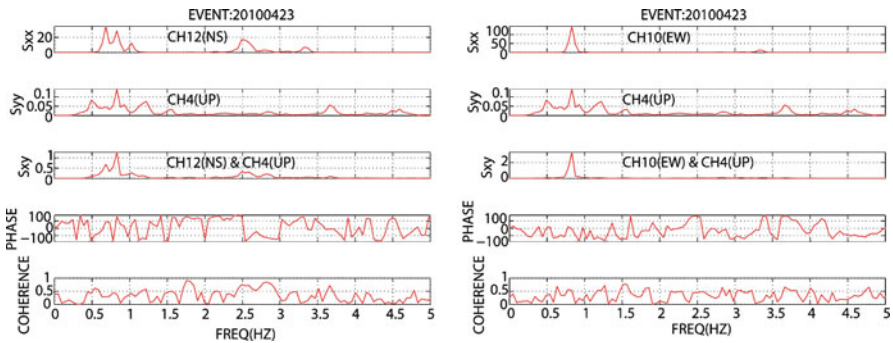 EVENT:20100423
Sxx
20
0
CH12(NS)
Syy
0.1
0.05
0
CH4(UP)
Sxy
1
0.5
0
CH12(NS) & CH4(UP)
PHASE
100
0
−100
COHERENCE
1
0.5
0
0 0.5 1 1.5 2 2.5 3 3.5 4 4.5 5
FREQ(HZ)
EVENT:20100423
Sxx
100
50
0
CH10(EW)
Syy
0.1
0.05
0
CH4(UP)
Sxy
2
0
CH10(EW) & CH4(UP)
PHASE
100
0
−100
COHERENCE
1
0.5
0
0 0.5 1 1.5 2 2.5 3 3.5 4 4.5 5
FREQ(HZ)